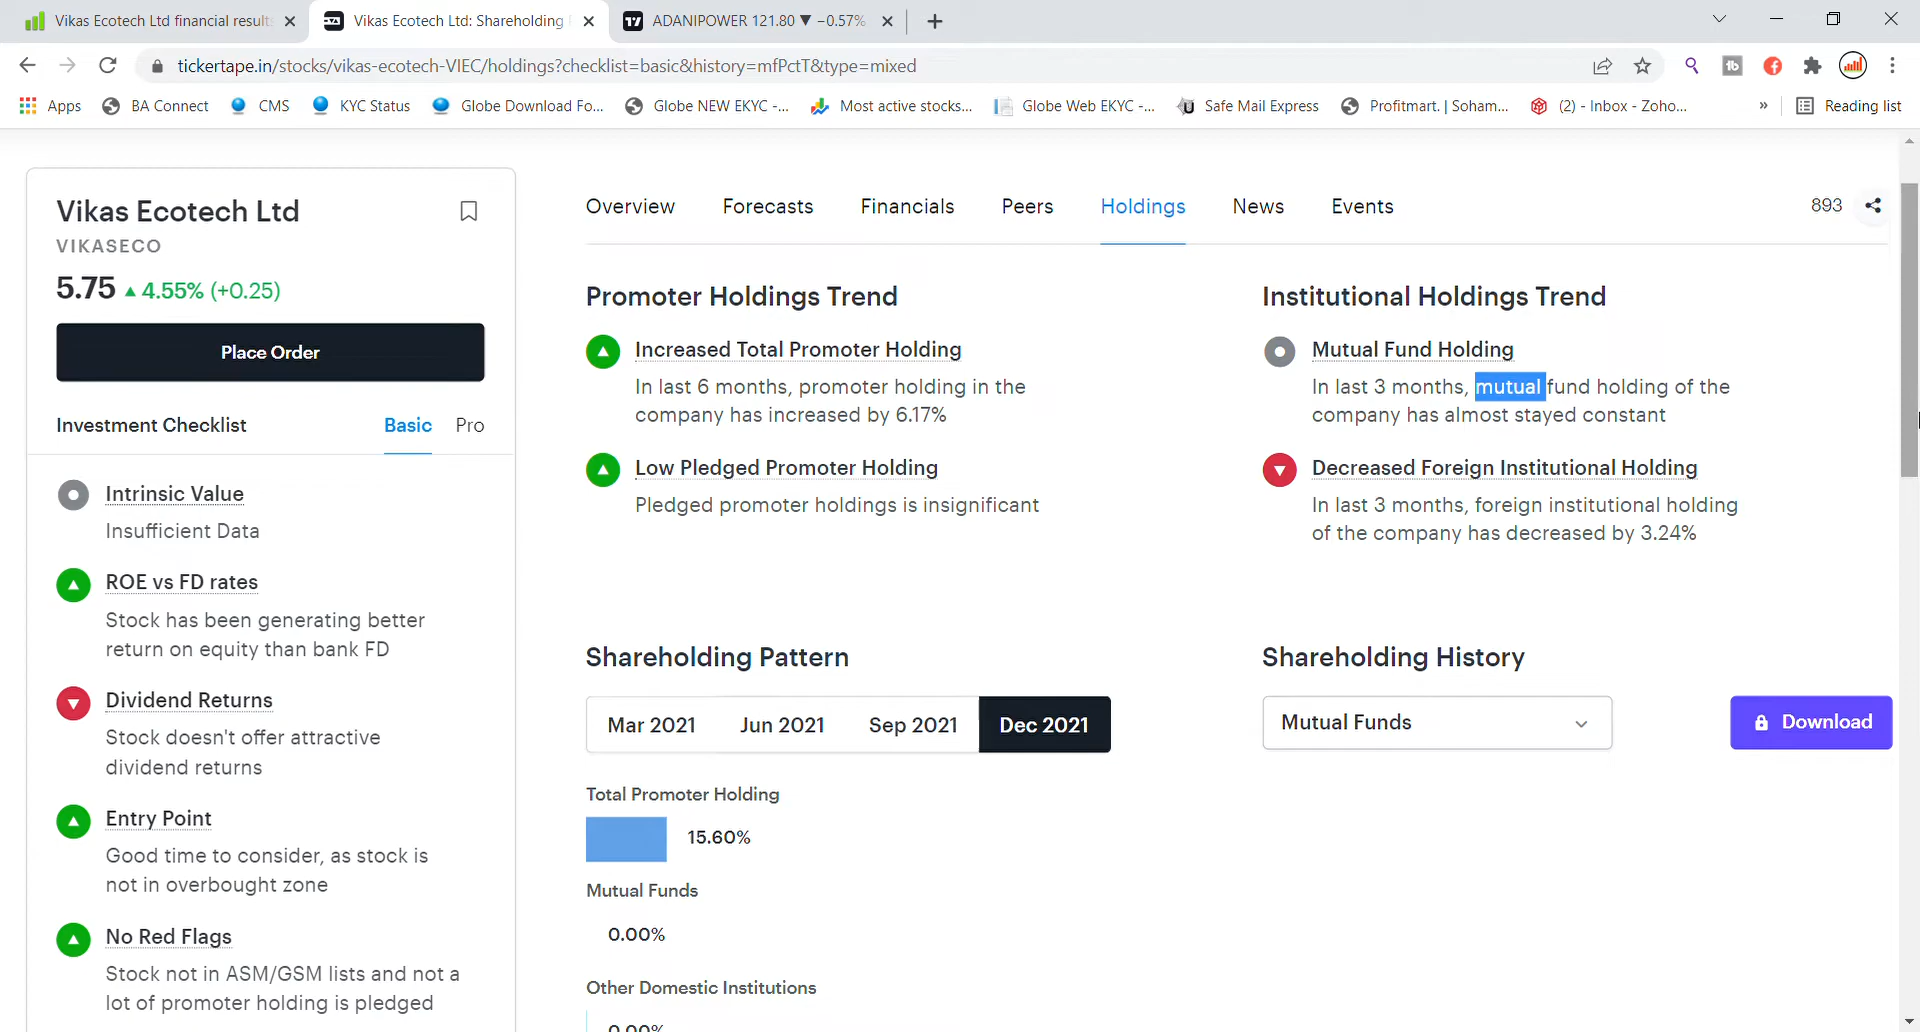 Vikas Ecotech Ltd financial results
Vikas Ecotech Ltd: Shareholding
ADANIPOWER 121.80 ▼ −0.57%
tickertape.in/stocks/vikas-ecotech-VIEC/holdings?checklist=basic&history=mfPctT&type=mixed
Apps
BA Connect
CMS
KYC Status
Globe Download Fo...
Globe NEW EKYC -...
Most active stocks...
Globe Web EKYC -...
Safe Mail Express
Profitmart. | Soham...
(2) - Inbox - Zoho...
»
Reading list
Vikas Ecotech Ltd
VIKASECO
5.75 ▲ 4.55% (+0.25)
Place Order
Investment Checklist
Basic
Pro
Intrinsic Value
Insufficient Data
ROE vs FD rates
Stock has been generating better
return on equity than bank FD
Dividend Returns
Stock doesn't offer attractive
dividend returns
Entry Point
Good time to consider, as stock is
not in overbought zone
No Red Flags
Stock not in ASM/GSM lists and not a
lot of promoter holding is pledged
Overview
Forecasts
Financials
Peers
Holdings
News
Events
893
Promoter Holdings Trend
Increased Total Promoter Holding
In last 6 months, promoter holding in the
company has increased by 6.17%
Low Pledged Promoter Holding
Pledged promoter holdings is insignificant
Institutional Holdings Trend
Mutual Fund Holding
In last 3 months, mutual fund holding of the
company has almost stayed constant
Decreased Foreign Institutional Holding
In last 3 months, foreign institutional holding
of the company has decreased by 3.24%
Shareholding Pattern
Mar 2021
Jun 2021
Sep 2021
Dec 2021
Total Promoter Holding
15.60%
Mutual Funds
0.00%
Other Domestic Institutions
0.00%
Shareholding History
Mutual Funds
Download